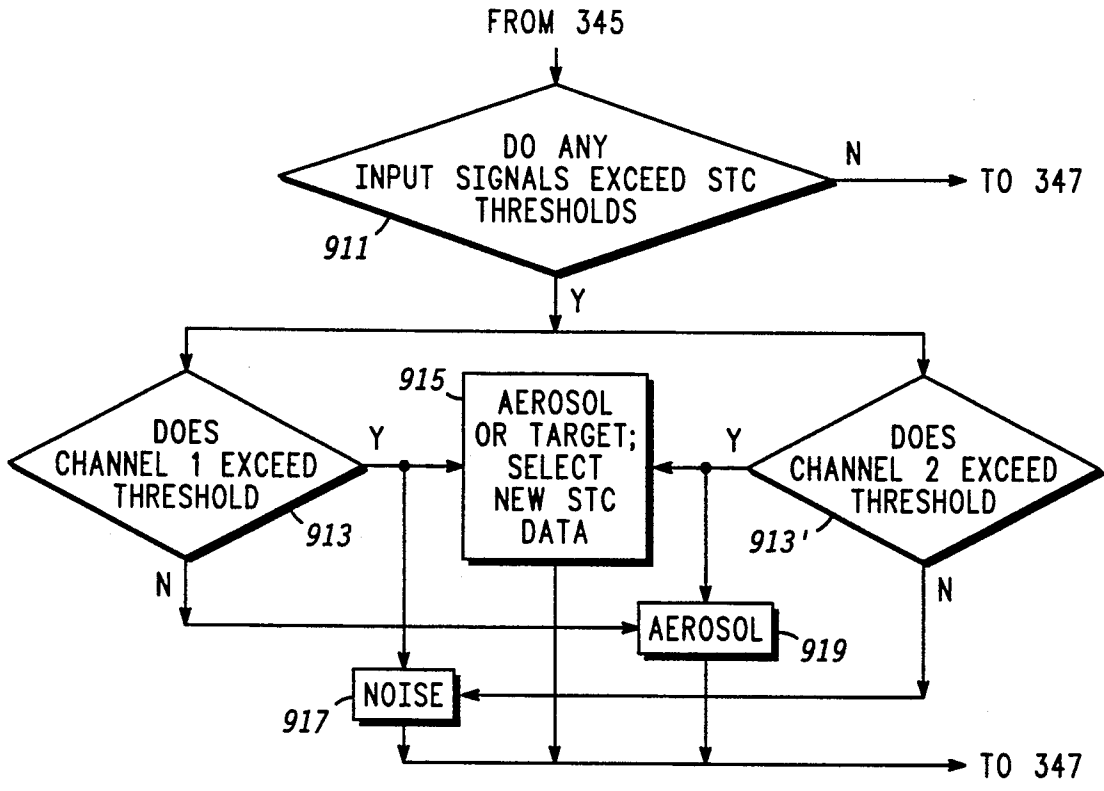 FROM 345
DO ANY
INPUT SIGNALS EXCEED STC
THRESHOLDS
N
TO 347
911
Y
915
AEROSOL
OR TARGET;
SELECT
NEW STC
DATA
DOES
CHANNEL 1 EXCEED
THRESHOLD
Y
913
N
Y
DOES
CHANNEL 2 EXCEED
THRESHOLD
913'
N
AEROSOL
919
NOISE
917
TO 347